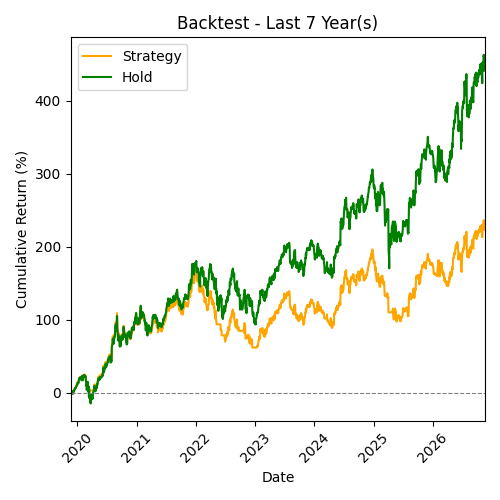 Backtest - Last 7 Year(s)
Strategy
Hold
Cumulative Return (%)
400
300
200
100
0
2020
2021
2022
2023
2024
2025
2026
Date